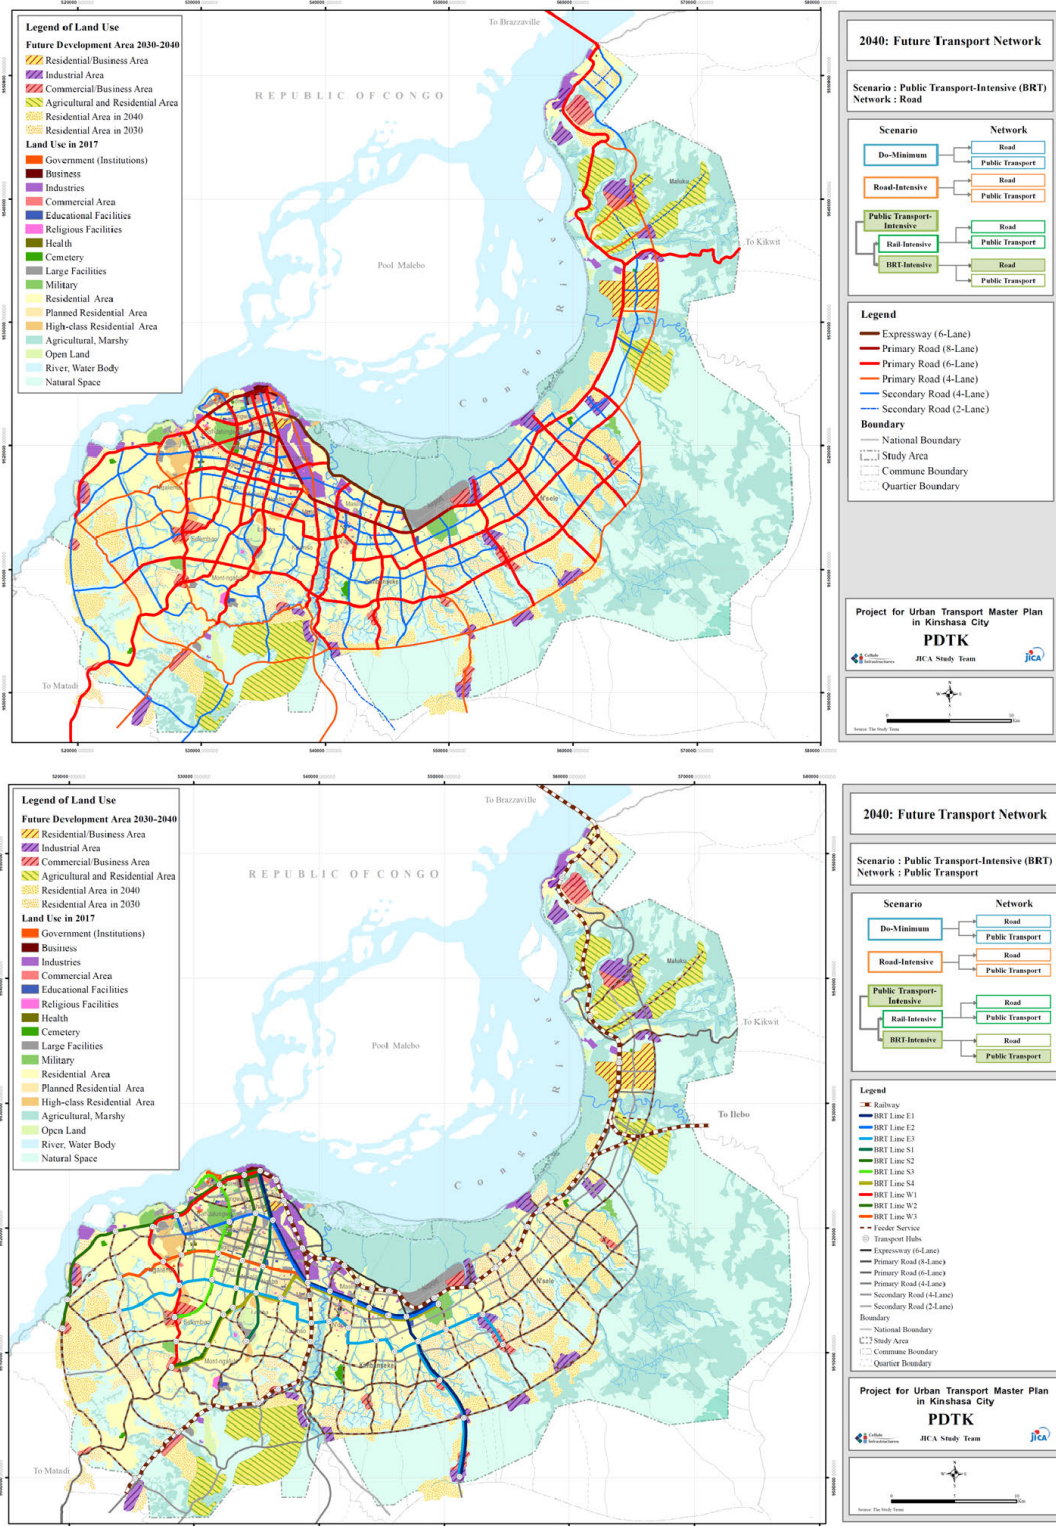 To Brazzaville
Legend of Land Use
Future Development Area 2030-2040
Residential/Business Area
Industrial Area
Commercial/Business Area
Agricultural and Residential Area
Residential Area in 2040
Residential Area in 2030
Land Use in 2017
Government (Institutions)
Business
Industries
Commercial Area
Educational Facilities
Religious Facilities
Health
Cemetery
Large Facilities
Military
Residential Area
Planned Residential Area
High-class Residential Area
Agricultural, Marshy
Open Land
River, Water Body
Natural Space
REPUBLIC OF CONGO
Maluku
To Kikwit
Pool Malebo
Congo River
N'sele
To Matadi
2040: Future Transport Network
Scenario : Public Transport-Intensive (BRT)
Network : Road
Scenario
Network
Do-Minimum
Road
Public Transport
Road-Intensive
Road
Public Transport
Public Transport-
Intensive
Rail-Intensive
Road
Public Transport
BRT-Intensive
Road
Public Transport
Legend
Expressway (6-Lane)
Primary Road (8-Lane)
Primary Road (6-Lane)
Primary Road (4-Lane)
Secondary Road (4-Lane)
Secondary Road (2-Lane)
Boundary
National Boundary
Study Area
Commune Boundary
Quartier Boundary
Project for Urban Transport Master Plan
in Kinshasa City
PDTK
Cellule
Infrastructures
JICA Study Team
JICA
Source: The Study Team
To Brazzaville
Legend of Land Use
Future Development Area 2030-2040
Residential/Business Area
Industrial Area
Commercial/Business Area
Agricultural and Residential Area
Residential Area in 2040
Residential Area in 2030
Land Use in 2017
Government (Institutions)
Business
Industries
Commercial Area
Educational Facilities
Religious Facilities
Health
Cemetery
Large Facilities
Military
Residential Area
Planned Residential Area
High-class Residential Area
Agricultural, Marshy
Open Land
River, Water Body
Natural Space
REPUBLIC OF CONGO
Maluku
To Kikwit
Pool Malebo
To Ilebo
Congo River
N'sele
To Matadi
2040: Future Transport Network
Scenario : Public Transport-Intensive (BRT)
Network : Public Transport
Scenario
Network
Do-Minimum
Road
Public Transport
Road-Intensive
Road
Public Transport
Public Transport-
Intensive
Rail-Intensive
Road
Public Transport
BRT-Intensive
Road
Public Transport
Legend
Railway
BRT Line E1
BRT Line E2
BRT Line E3
BRT Line S1
BRT Line S2
BRT Line S3
BRT Line S4
BRT Line W1
BRT Line W2
BRT Line W3
Feeder Service
Transport Hubs
Expressway (6-Lane)
Primary Road (8-Lane)
Primary Road (6-Lane)
Primary Road (4-Lane)
Secondary Road (4-Lane)
Secondary Road (2-Lane)
Boundary
National Boundary
Study Area
Commune Boundary
Quartier Boundary
Project for Urban Transport Master Plan
in Kinshasa City
PDTK
Cellule
Infrastructures
JICA Study Team
JICA
Source: The Study Team